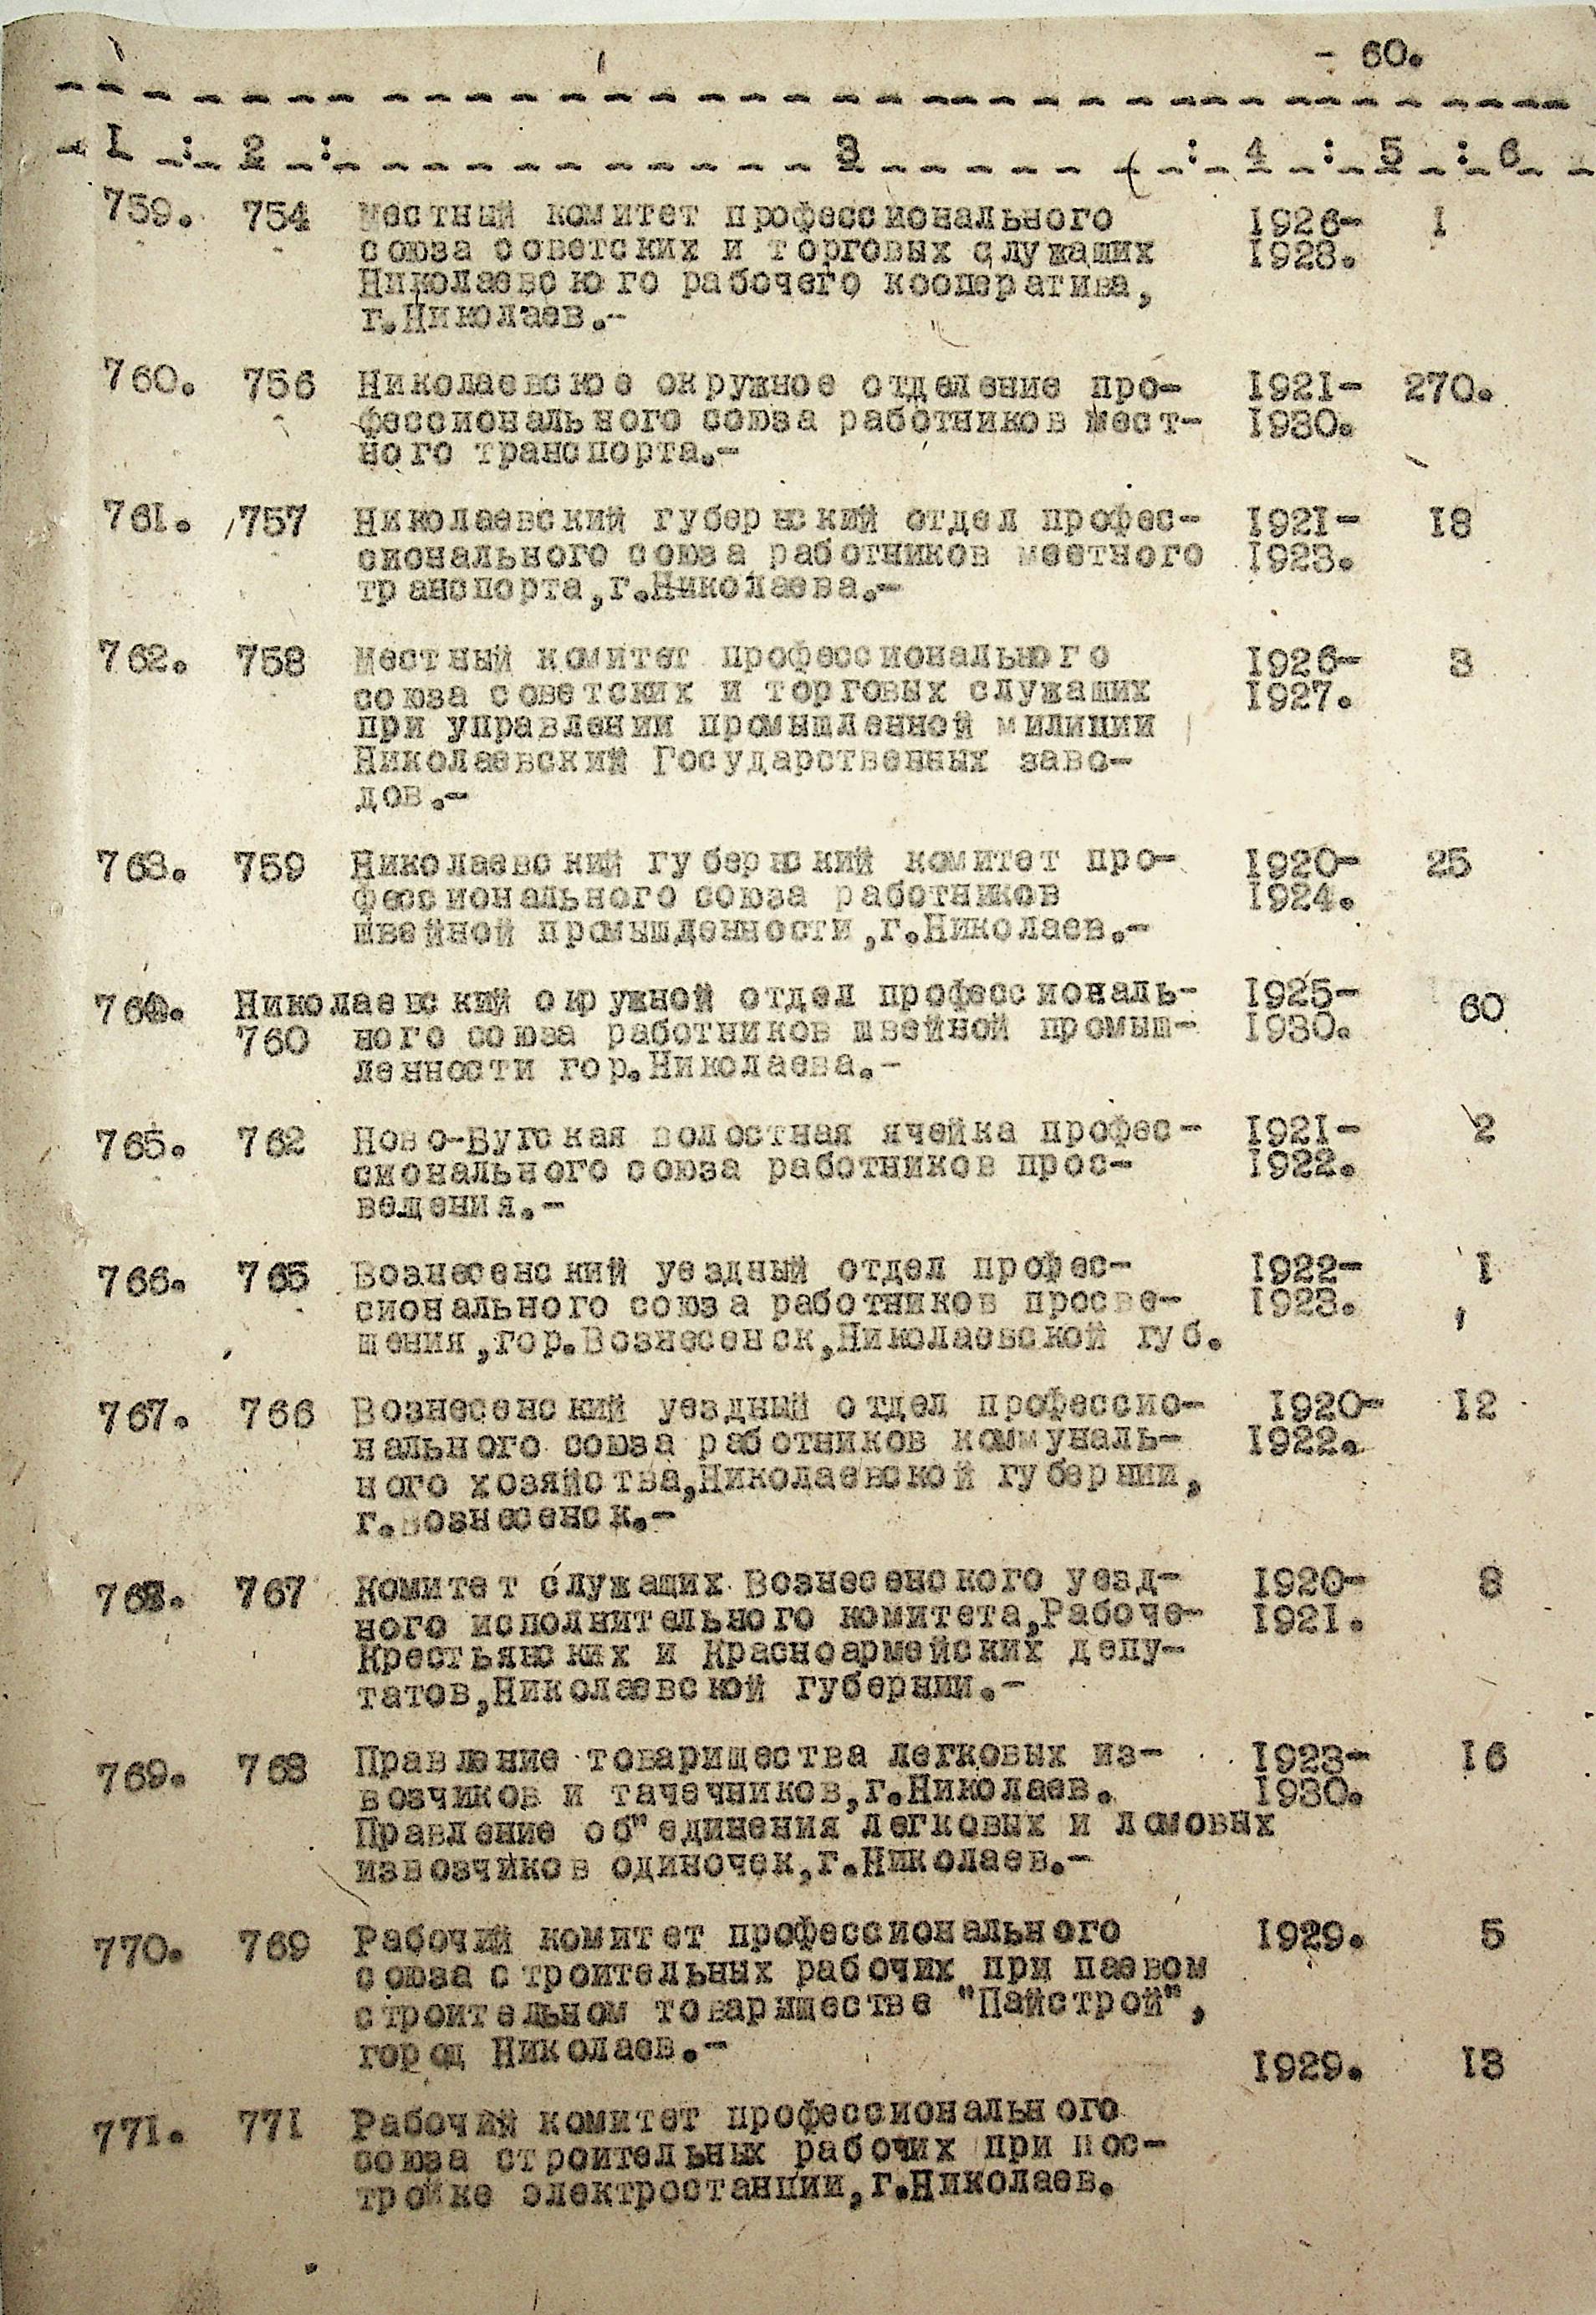 - 60.
1 : 2 : 3 : 4 : 5 : 6
759. 754 Местный комитет профессионального 1926- 1
союза советских и торговых служащих 1928.
Николаевского рабочего кооператива,
г.Николаев.-
760. 756 Николаевское окружное отделение про- 1921- 270.
фессионального союза работников мест- 1930.
ного транспорта.-
761. 757 Николаевский губернский отдел профес- 1921- 18
сионального союза работников местного 1923.
транспорта,г.Николаева.-
762. 758 Местный комитет профессионального 1926- 3
союза советских и торговых служащих 1927.
при управлении промышленной милиции
Николаевский Государственных заво-
дов.-
763. 759 Николаевский губернский комитет про- 1920- 25
фессионального союза работников 1924.
швейной промышленности,г.Николаев.-
764. Николаевский окружной отдел профессиональ- 1925- 60
760 ного союза работников швейной промыш- 1930.
ленности гор.Николаева.-
765. 762 Ново-Бугская волостная ячейка профес- 1921- 2
сионального союза работников прос- 1922.
вещения.-
766. 765 Вознесенский уездный отдел профес- 1922- 1
сионального союза работников просве- 1923.
щения,гор.Вознесенск,Николаевской губ.
767. 766 Вознесенский уездный отдел профессио- 1920- 12
нального союза работников коммуналь- 1922.
ного хозяйства,Николаевской губернии,
г.Вознесенск.-
768. 767 Комитет служащих Вознесенского уезд- 1920- 8
ного исполнительного комитета,Рабоче- 1921.
Крестьянских и Красноармейских депу-
татов,Николаевской губернии.-
769. 768 Правление товарищества легковых из- 1923- 16
возчиков и тачечников,г.Николаев. 1930.
Правление об"единения легковых и ломовых
извозчиков одиночек,г.Николаев.-
770. 769 Рабочий комитет профессионального 1929. 5
союза строительных рабочих при паевом
строительном товариществе "Пайстрой",
город Николаев.-
1929. 13
771. 771 Рабочий комитет профессионального
союза строительных рабочих при пос-
тройке электростанции,г.Николаев.